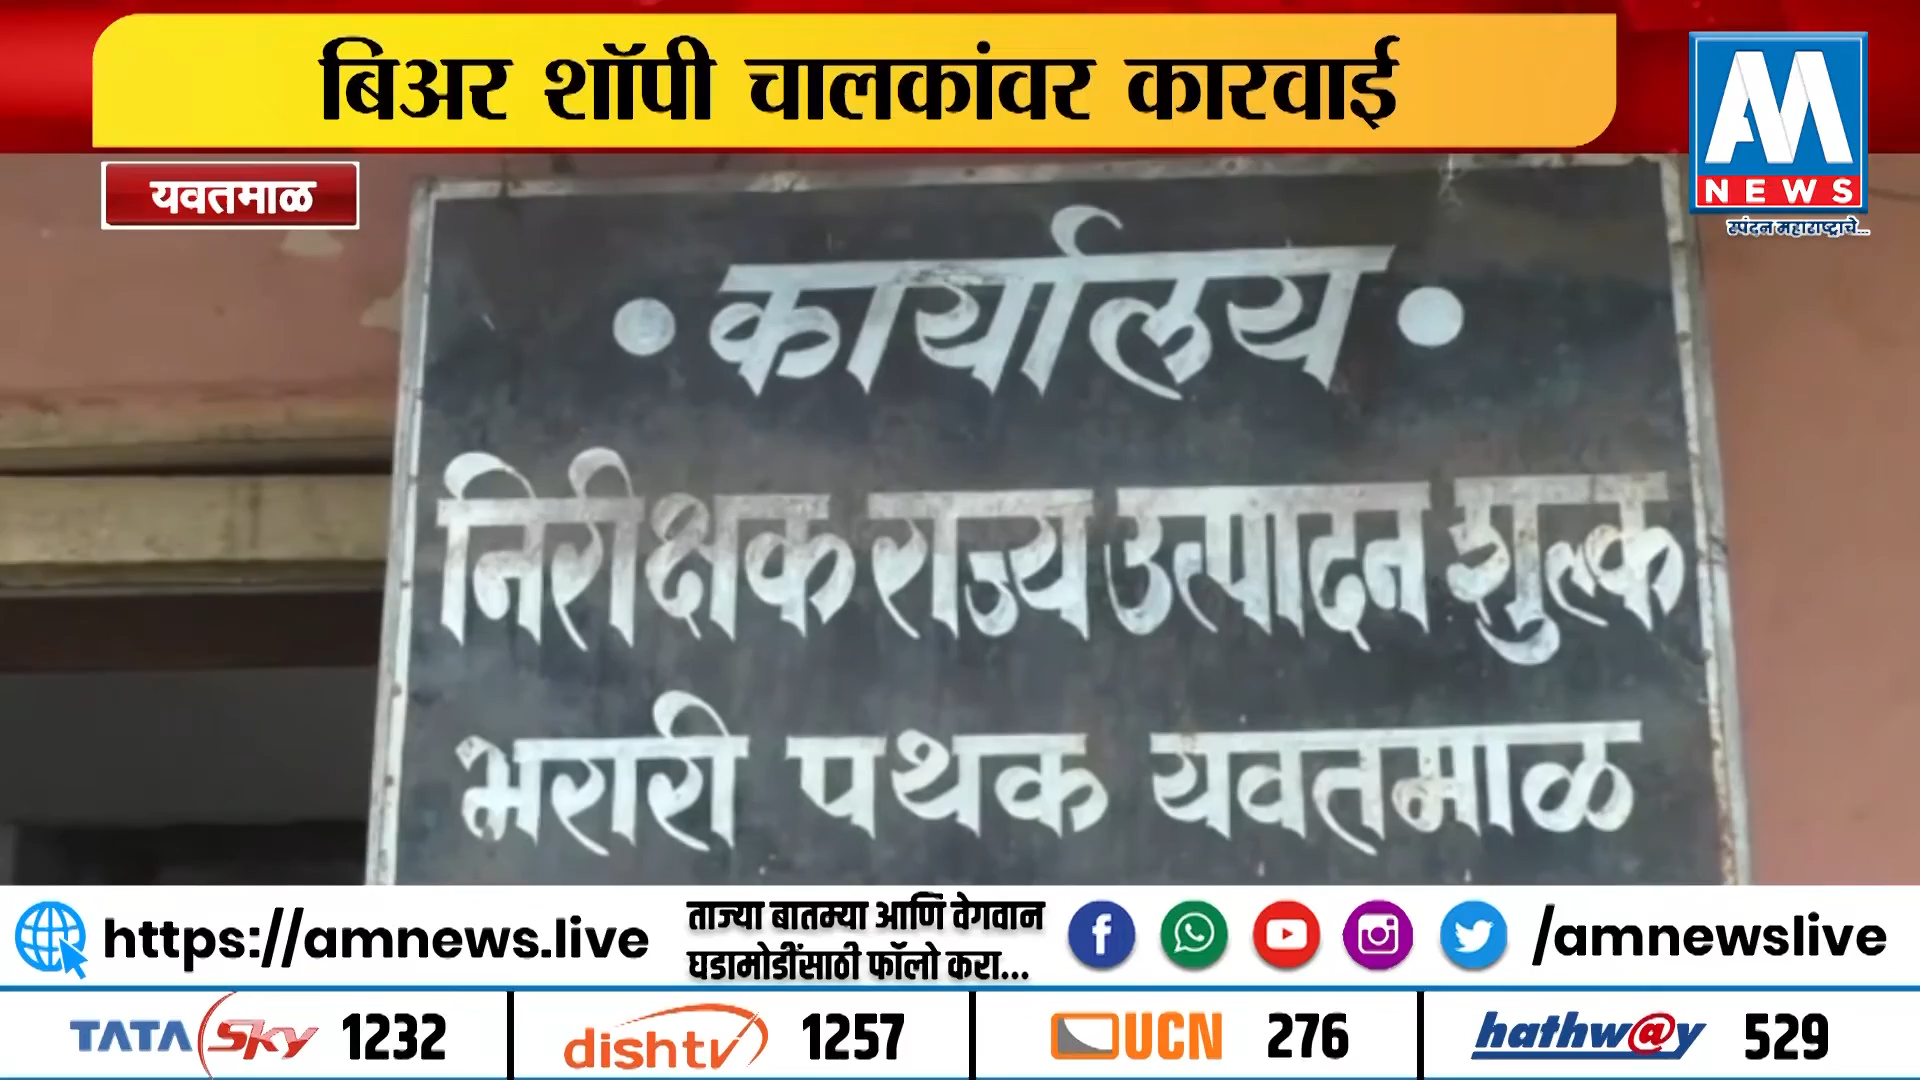 बिअर शॉपी चालकांवर कारवाई
AM
NEWS
स्पंदन महाराष्ट्राचे...
यवतमाळ
• कार्यालय •
निरीक्षक राज्य उत्पादन शुल्क
भरारी पथक यवतमाळ
https://amnews.live
ताज्या बातम्या आणि वेगवान
घडामोडींसाठी फॉलो करा...
/amnewslive
TATA Sky 1232
dishtv 1257
UCN 276
hathw@y 529